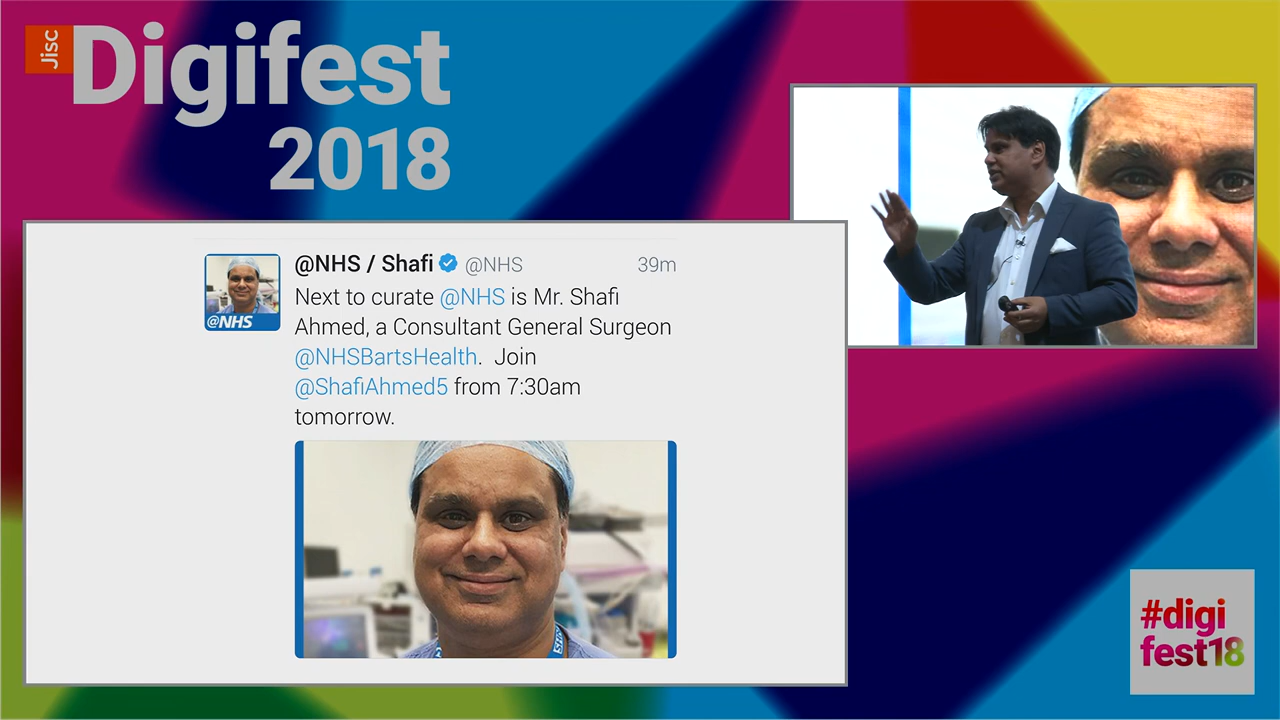 Jisc
Digifest
2018
@NHS / Shafi @NHS 39m
Next to curate @NHS is Mr. Shafi
Ahmed, a Consultant General Surgeon
@NHSBartsHealth. Join
@ShafiAhmed5 from 7:30am
tomorrow.
@NHS
#digi
fest18